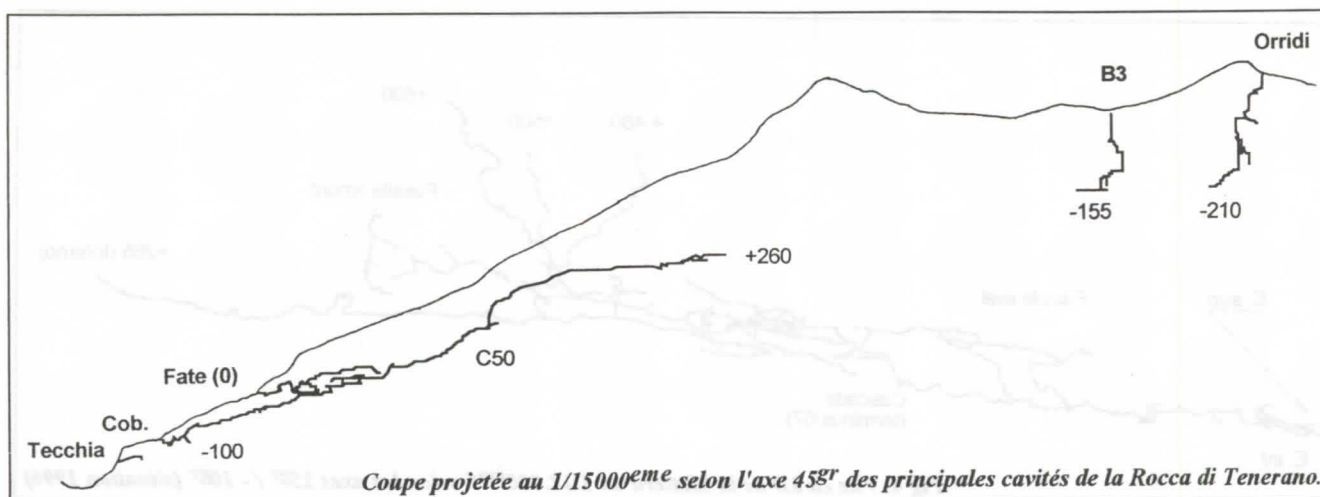 Orridi
B3
-155
-210
+260
C50
Fate (0)
Cob.
-100
Tecchia
Coupe projetée au 1/15000eme selon l'axe 45gr des principales cavités de la Rocca di Tenerano.